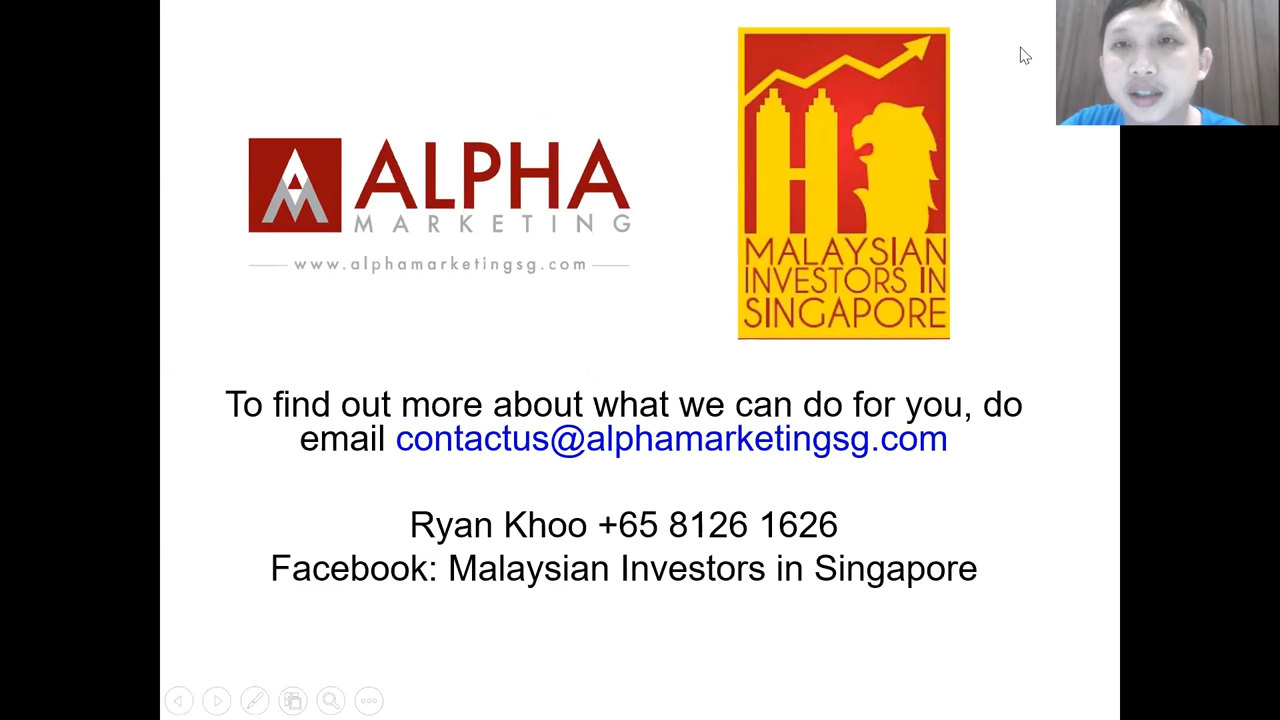 ALPHA
MARKETING
www.alphamarketingsg.com
MALAYSIAN
INVESTORS IN
SINGAPORE
To find out more about what we can do for you, do
email contactus@alphamarketingsg.com
Ryan Khoo +65 8126 1626
Facebook: Malaysian Investors in Singapore